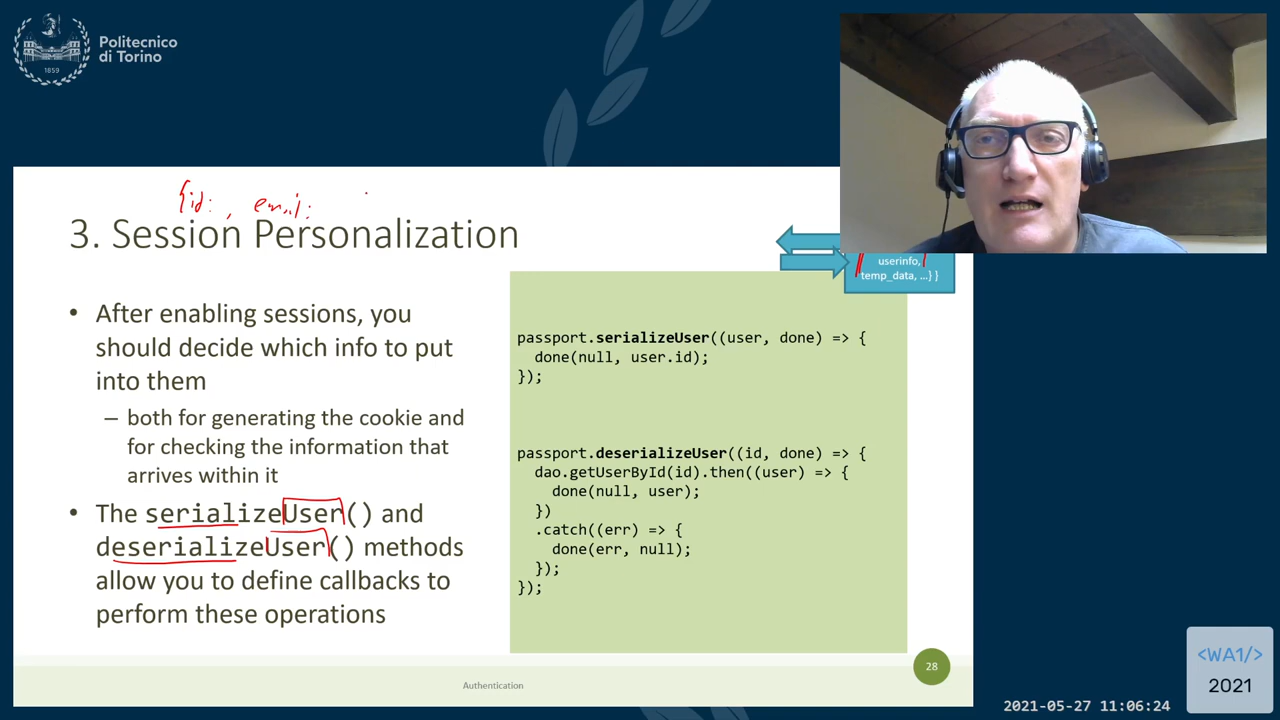 Politecnico
di Torino
1859
{id: , email:
3. Session Personalization
userinfo,
temp_data, ...} }
• After enabling sessions, you
should decide which info to put
into them
– both for generating the cookie and
for checking the information that
arrives within it
• The serializeUser() and
deserializeUser() methods
allow you to define callbacks to
perform these operations
passport.serializeUser((user, done) => {
done(null, user.id);
});
passport.deserializeUser((id, done) => {
dao.getUserById(id).then((user) => {
done(null, user);
})
.catch((err) => {
done(err, null);
});
});
28
Authentication
<WA1/>
2021
2021-05-27 11:06:24